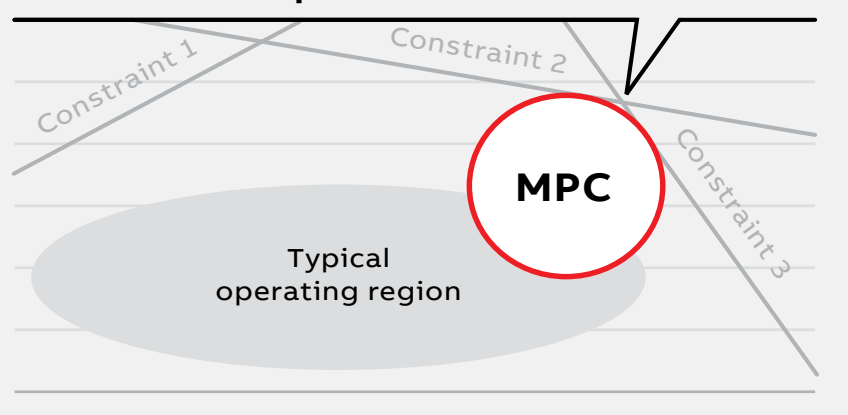 Constraint 1
Constraint 2
Constraint 3
MPC
Typical
operating region